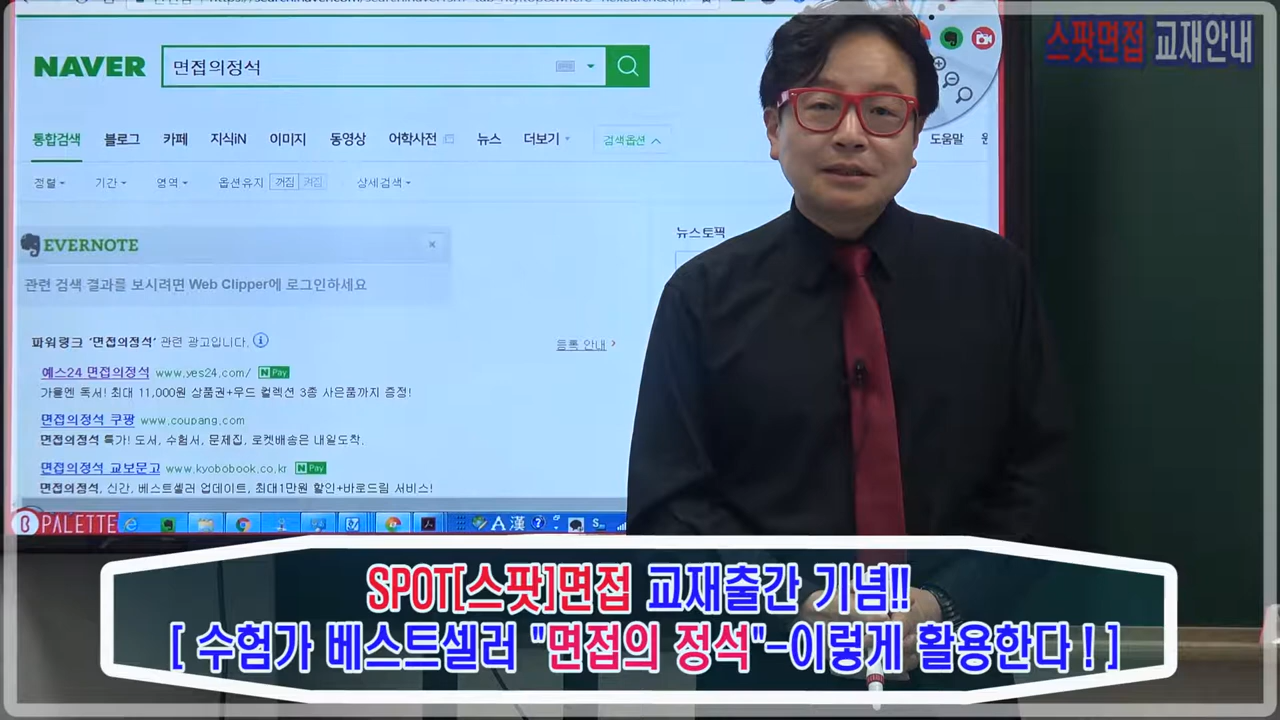 스팟면접 교재안내
NAVER
면접의정석
통합검색 블로그 카페 지식iN 이미지 동영상 어학사전 뉴스 더보기 검색옵션 도움말
정렬 기간 영역 옵션유지 꺼짐 켜짐 상세검색
EVERNOTE
관련 검색 결과를 보시려면 Web Clipper에 로그인하세요
뉴스토픽
파워링크 '면접의정석' 관련 광고입니다. 등록 안내
예스24 면접의정석 www.yes24.com/ N Pay
가을엔 독서! 최대 11,000원 상품권+우드 컬렉션 3종 사은품까지 증정!
면접의정석 쿠팡 www.coupang.com
면접의정석 특가! 도서, 수험서, 문제집, 로켓배송은 내일도착.
면접의정석 교보문고 www.kyobobook.co.kr N Pay
면접의정석, 신간, 베스트셀러 업데이트, 최대1만원 할인+바로드림 서비스!
PALETTE A 漢
SPOT[스팟]면접 교재출간 기념!!
[ 수험가 베스트셀러 "면접의 정석"-이렇게 활용한다 ! ]